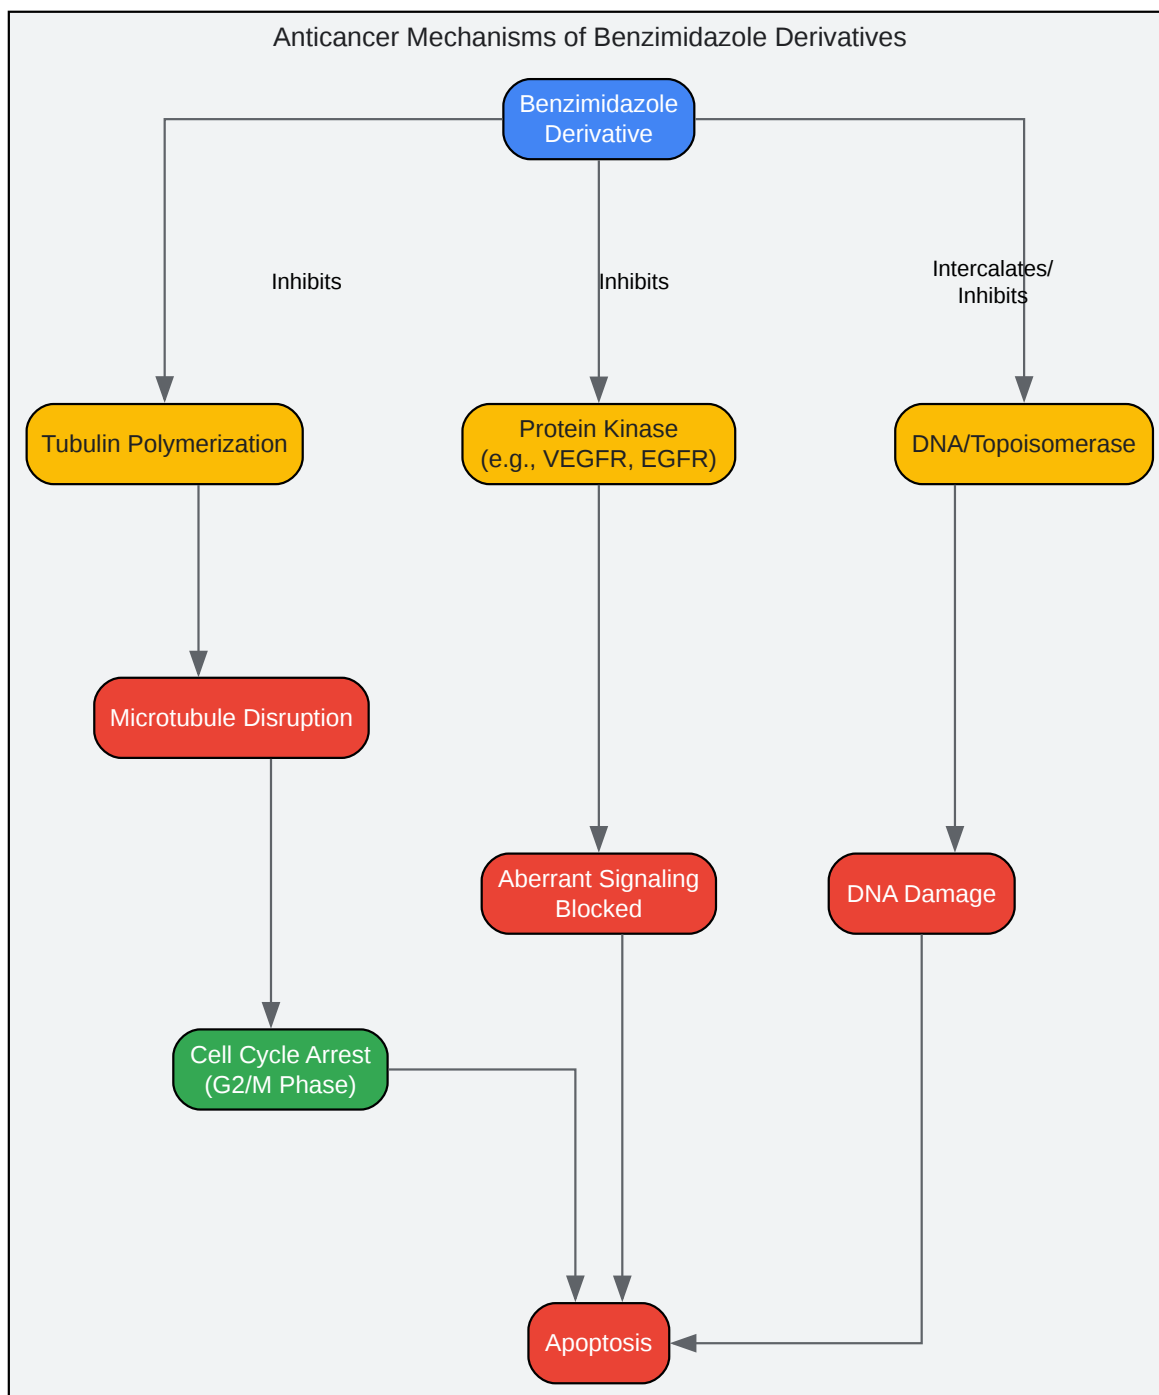 Anticancer Mechanisms of Benzimidazole Derivatives
Benzimidazole
Derivative
Inhibits
Inhibits
Intercalates/
Inhibits
Tubulin Polymerization
Protein Kinase
(e.g., VEGFR, EGFR)
DNA/Topoisomerase
Microtubule Disruption
Aberrant Signaling
Blocked
DNA Damage
Cell Cycle Arrest
(G2/M Phase)
Apoptosis